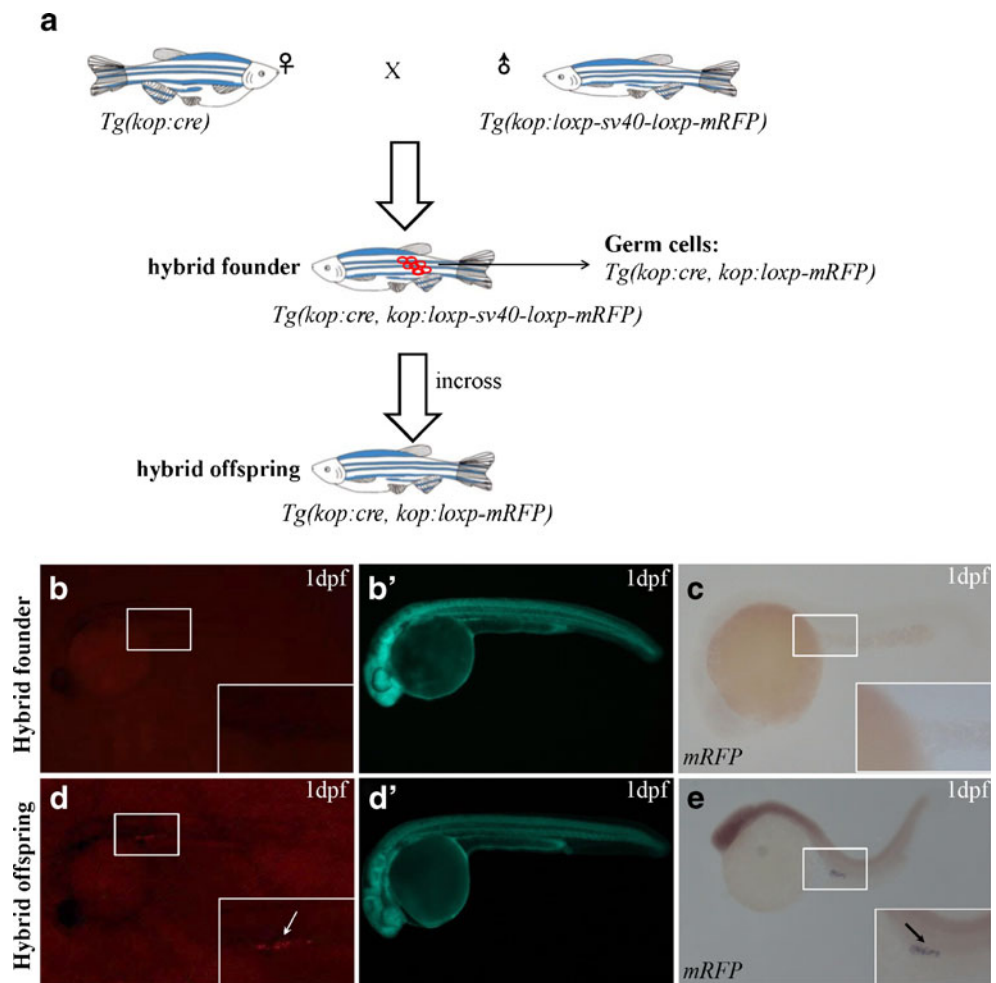 a
♀ X ♂
Tg(kop:cre) Tg(kop:loxp-sv40-loxp-mRFP)
hybrid founder
Germ cells:
Tg(kop:cre, kop:loxp-mRFP)
Tg(kop:cre, kop:loxp-sv40-loxp-mRFP)
incross
hybrid offspring
Tg(kop:cre, kop:loxp-mRFP)
Hybrid founder
b 1dpf
b' 1dpf
c 1dpf
mRFP
Hybrid offspring
d 1dpf
d' 1dpf
e 1dpf
mRFP